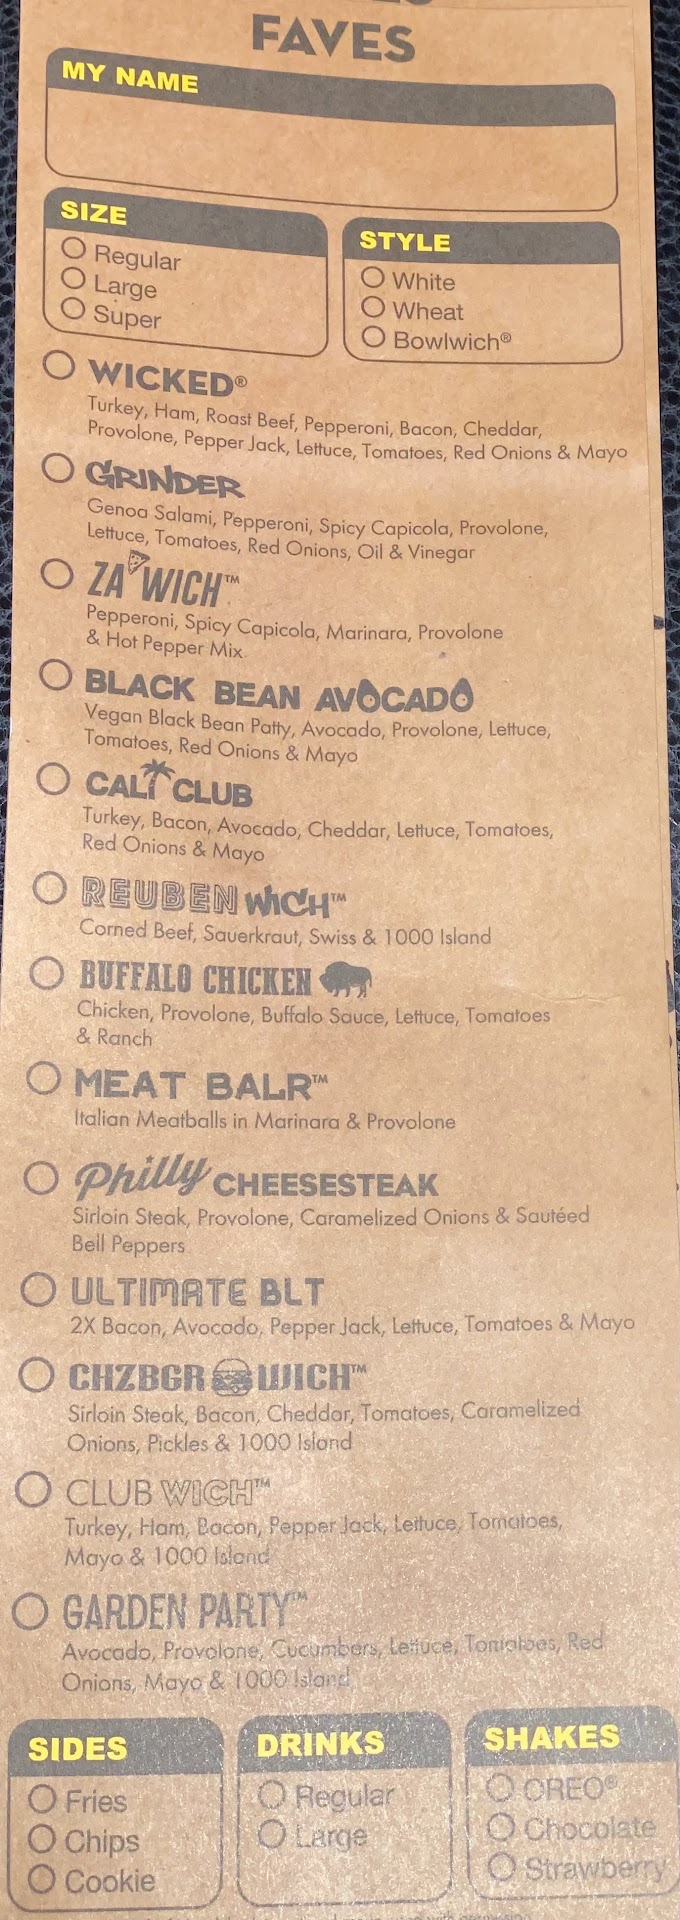 FAVES
MY NAME
SIZE
Regular
Large
Super
STYLE
White
Wheat
Bowlwich®
WICKED®
Turkey, Ham, Roast Beef, Pepperoni, Bacon, Cheddar,
Provolone, Pepper Jack, Lettuce, Tomatoes, Red Onions & Mayo
GRINDER
Genoa Salami, Pepperoni, Spicy Capicola, Provolone,
Lettuce, Tomatoes, Red Onions, Oil & Vinegar
ZA'WICH™
Pepperoni, Spicy Capicola, Marinara, Provolone
& Hot Pepper Mix
BLACK BEAN AVOCADO
Vegan Black Bean Patty, Avocado, Provolone, Lettuce,
Tomatoes, Red Onions & Mayo
CALI CLUB
Turkey, Bacon, Avocado, Cheddar, Lettuce, Tomatoes,
Red Onions & Mayo
REUBEN WICH™
Corned Beef, Sauerkraut, Swiss & 1000 Island
BUFFALO CHICKEN
Chicken, Provolone, Buffalo Sauce, Lettuce, Tomatoes
& Ranch
MEAT BALR™
Italian Meatballs in Marinara & Provolone
Philly CHEESESTEAK
Sirloin Steak, Provolone, Caramelized Onions & Sautéed
Bell Peppers
ULTIMATE BLT
2X Bacon, Avocado, Pepper Jack, Lettuce, Tomatoes & Mayo
CHZBGR WICH™
Sirloin Steak, Bacon, Cheddar, Tomatoes, Caramelized
Onions, Pickles & 1000 Island
CLUB WICH™
Turkey, Ham, Bacon, Pepper Jack, Lettuce, Tomatoes,
Mayo & 1000 Island
GARDEN PARTY™
Avocado, Provolone, Cucumbers, Lettuce, Tomatoes, Red
Onions, Mayo & 1000 Island
SIDES
Fries
Chips
Cookie
DRINKS
Regular
Large
SHAKES
OREO®
Chocolate
Strawberry